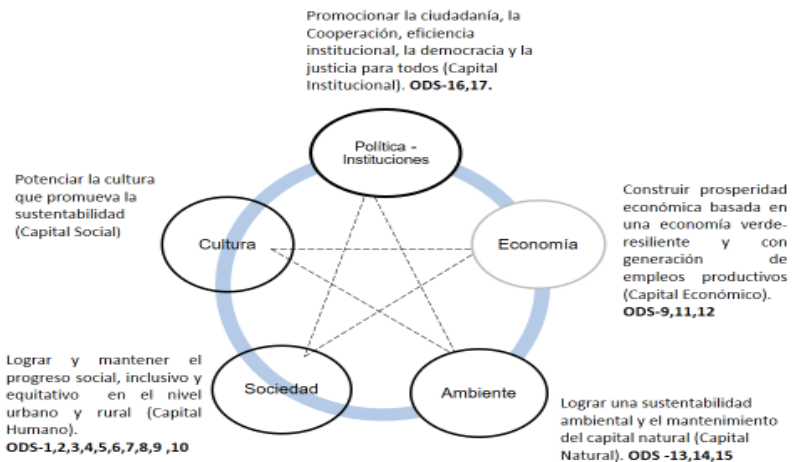 Promocionar la ciudadanía, la
Cooperación, eficiencia
institucional, la democracia y la
justicia para todos (Capital
Institucional). ODS-16,17.
Política -
Instituciones
Potenciar la cultura
que promueva la
sustentabilidad
(Capital Social)
Cultura
Economía
Construir prosperidad
económica basada en
una economía verde-
resiliente y con
generación de
empleos productivos
(Capital Económico).
ODS-9,11,12
Lograr y mantener el
progreso social, inclusivo y
equitativo en el nivel
urbano y rural (Capital
Humano).
ODS-1,2,3,4,5,6,7,8,9 ,10
Sociedad
Ambiente
Lograr una sustentabilidad
ambiental y el mantenimiento
del capital natural (Capital
Natural). ODS -13,14,15